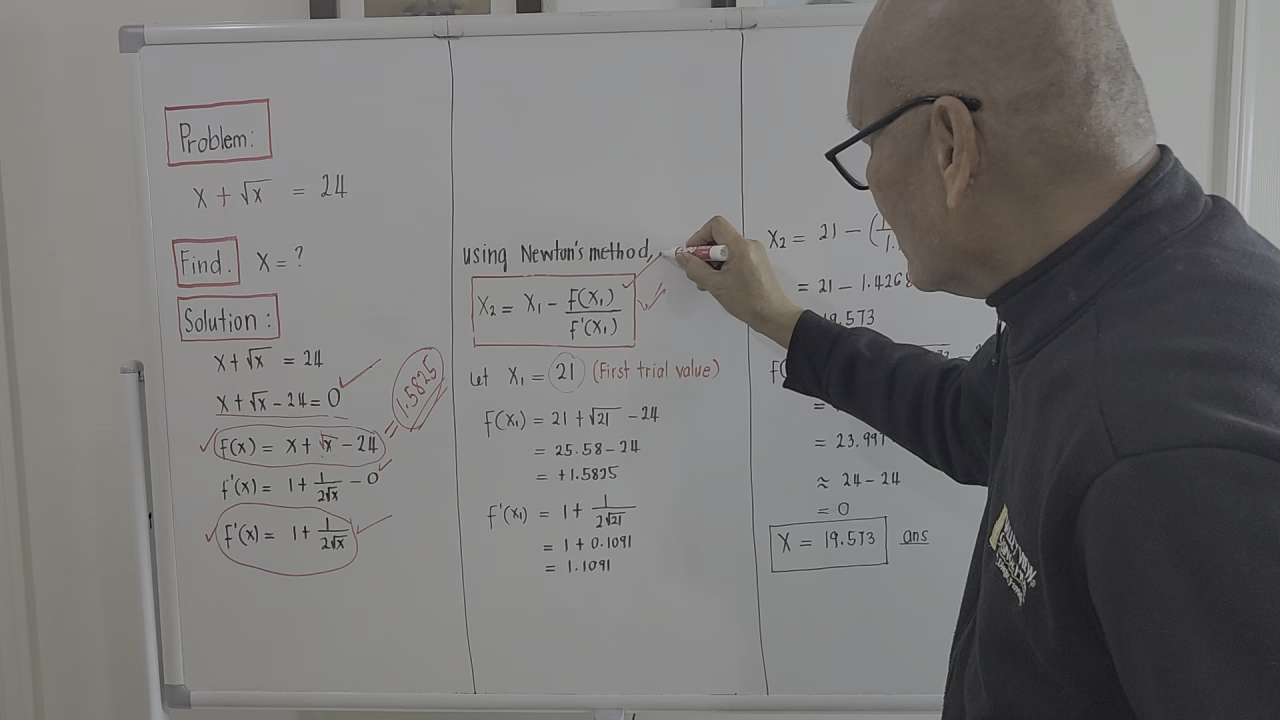 Problem:
x + √x = 24
Find. X = ?
Solution:
x + √x = 24
x + √x - 24 = 0
f(x) = x + √x - 24 = 1.5825
f'(x) = 1 + 1/2√x - 0
f'(x) = 1 + 1/2√x
using Newton's method,
X₂ = X₁ - f(X₁)/f'(X₁)
let X₁ = 21 (First trial value)
f(X₁) = 21 + √21 - 24
= 25.58 - 24
= +1.5825
f'(x₁) = 1 + 1/2√21
= 1 + 0.1091
= 1.1091
X₂ = 21 - (
= 21 - 1.4268
19.573
= 23.997
≈ 24 - 24
= 0
X = 19.573 ans